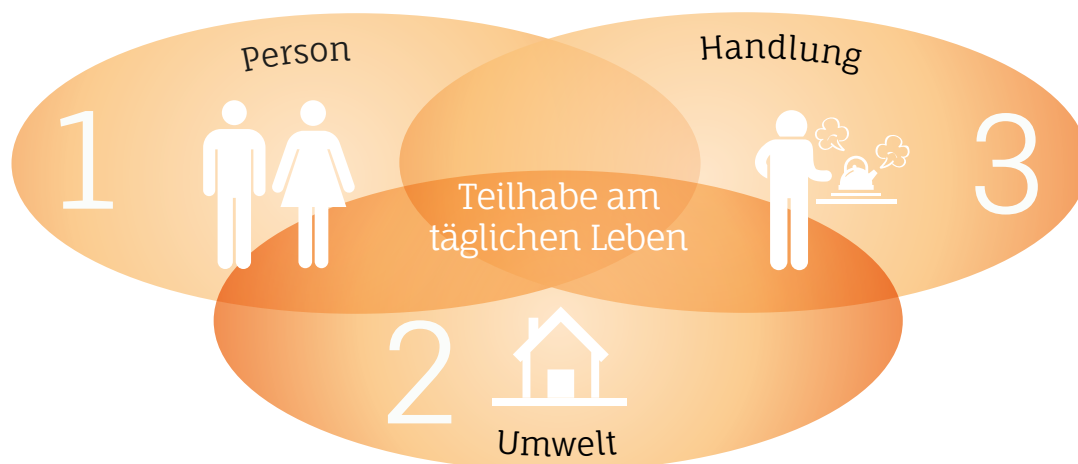 Person
Handlung
1
3
Teilhabe am
täglichen Leben
2
Umwelt